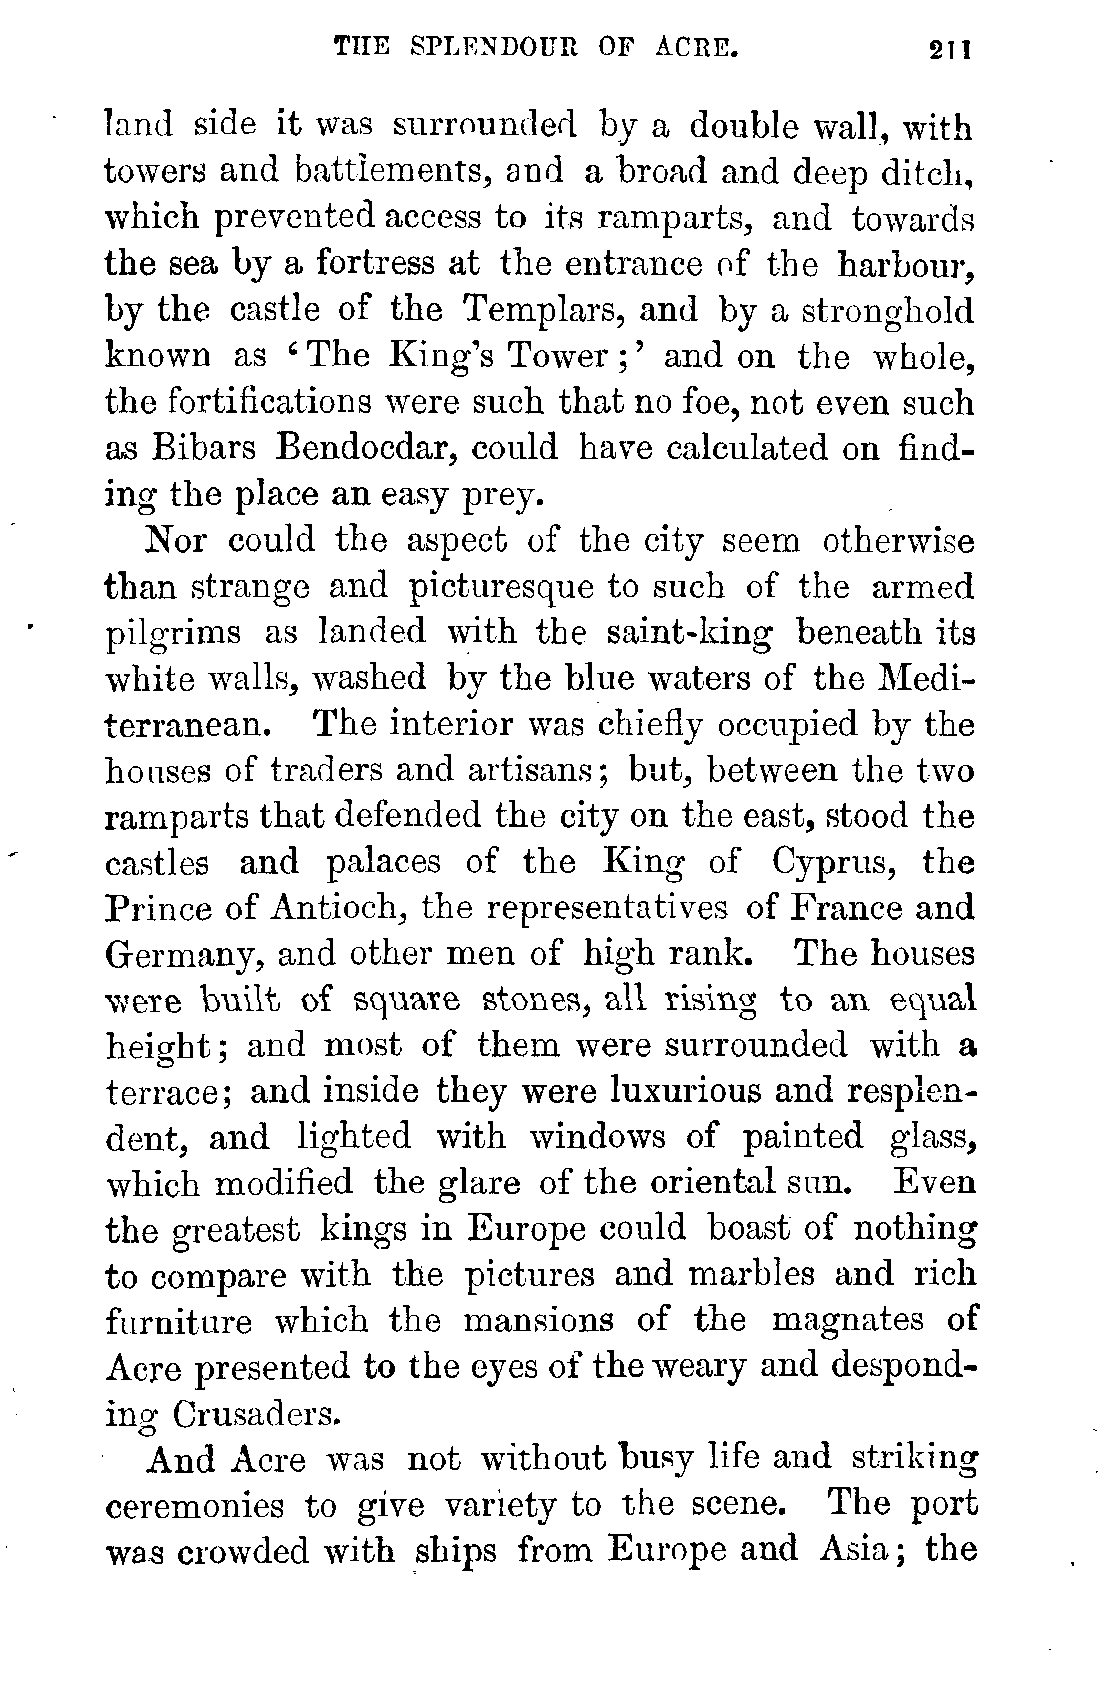 THE SPLENDOUR OF ACRE. 211
land side it was surrounded by a double wall, with
towers and battlements, and a broad and deep ditch,
which prevented access to its ramparts, and towards
the sea by a fortress at the entrance of the harbour,
by the castle of the Templars, and by a stronghold
known as ‘The King's Tower;’ and on the whole,
the fortifications were such that no foe, not even such
as Bibars Bendocdar, could have calculated on find-
ing the place an easy prey.
Nor could the aspect of the city seem otherwise
than strange and picturesque to such of the armed
pilgrims as landed with the saint-king beneath its
white walls, washed by the blue waters of the Medi-
terranean. The interior was chiefly occupied by the
houses of traders and artisans; but, between the two
ramparts that defended the city on the east, stood the
castles and palaces of the King of Cyprus, the
Prince of Antioch, the representatives of France and
Germany, and other men of high rank. The houses
were built of square stones, all rising to an equal
height; and most of them were surrounded with a
terrace; and inside they were luxurious and resplen-
dent, and lighted with windows of painted glass,
which modified the glare of the oriental sun. Even
the greatest kings in Europe could boast of nothing
to compare with the pictures and marbles and rich
furniture which the mansions of the magnates of
Acre presented to the eyes of the weary and despond-
ing Crusaders.
And Acre was not without busy life and striking
ceremonies to give variety to the scene. The port
was crowded with ships from Europe and Asia; the